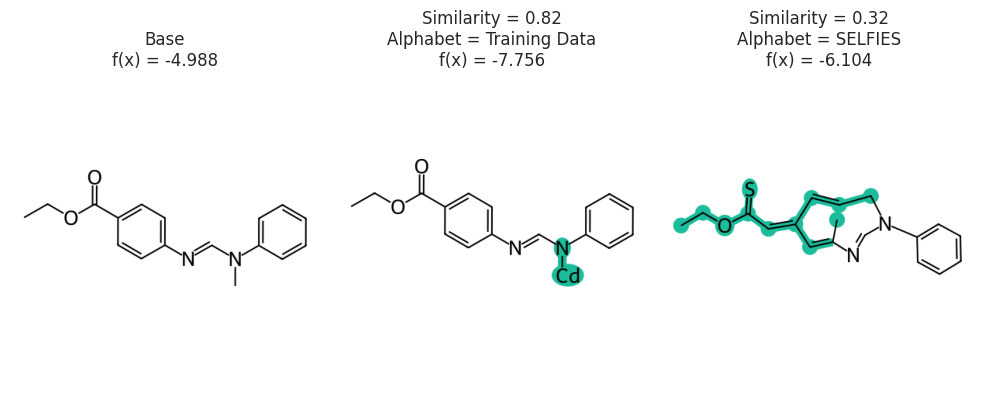 Base
f(x) = -4.988
Similarity = 0.82
Alphabet = Training Data
f(x) = -7.756
Similarity = 0.32
Alphabet = SELFIES
f(x) = -6.104
O
O
N
N
O
O
N
N
Cd
S
O
N
N